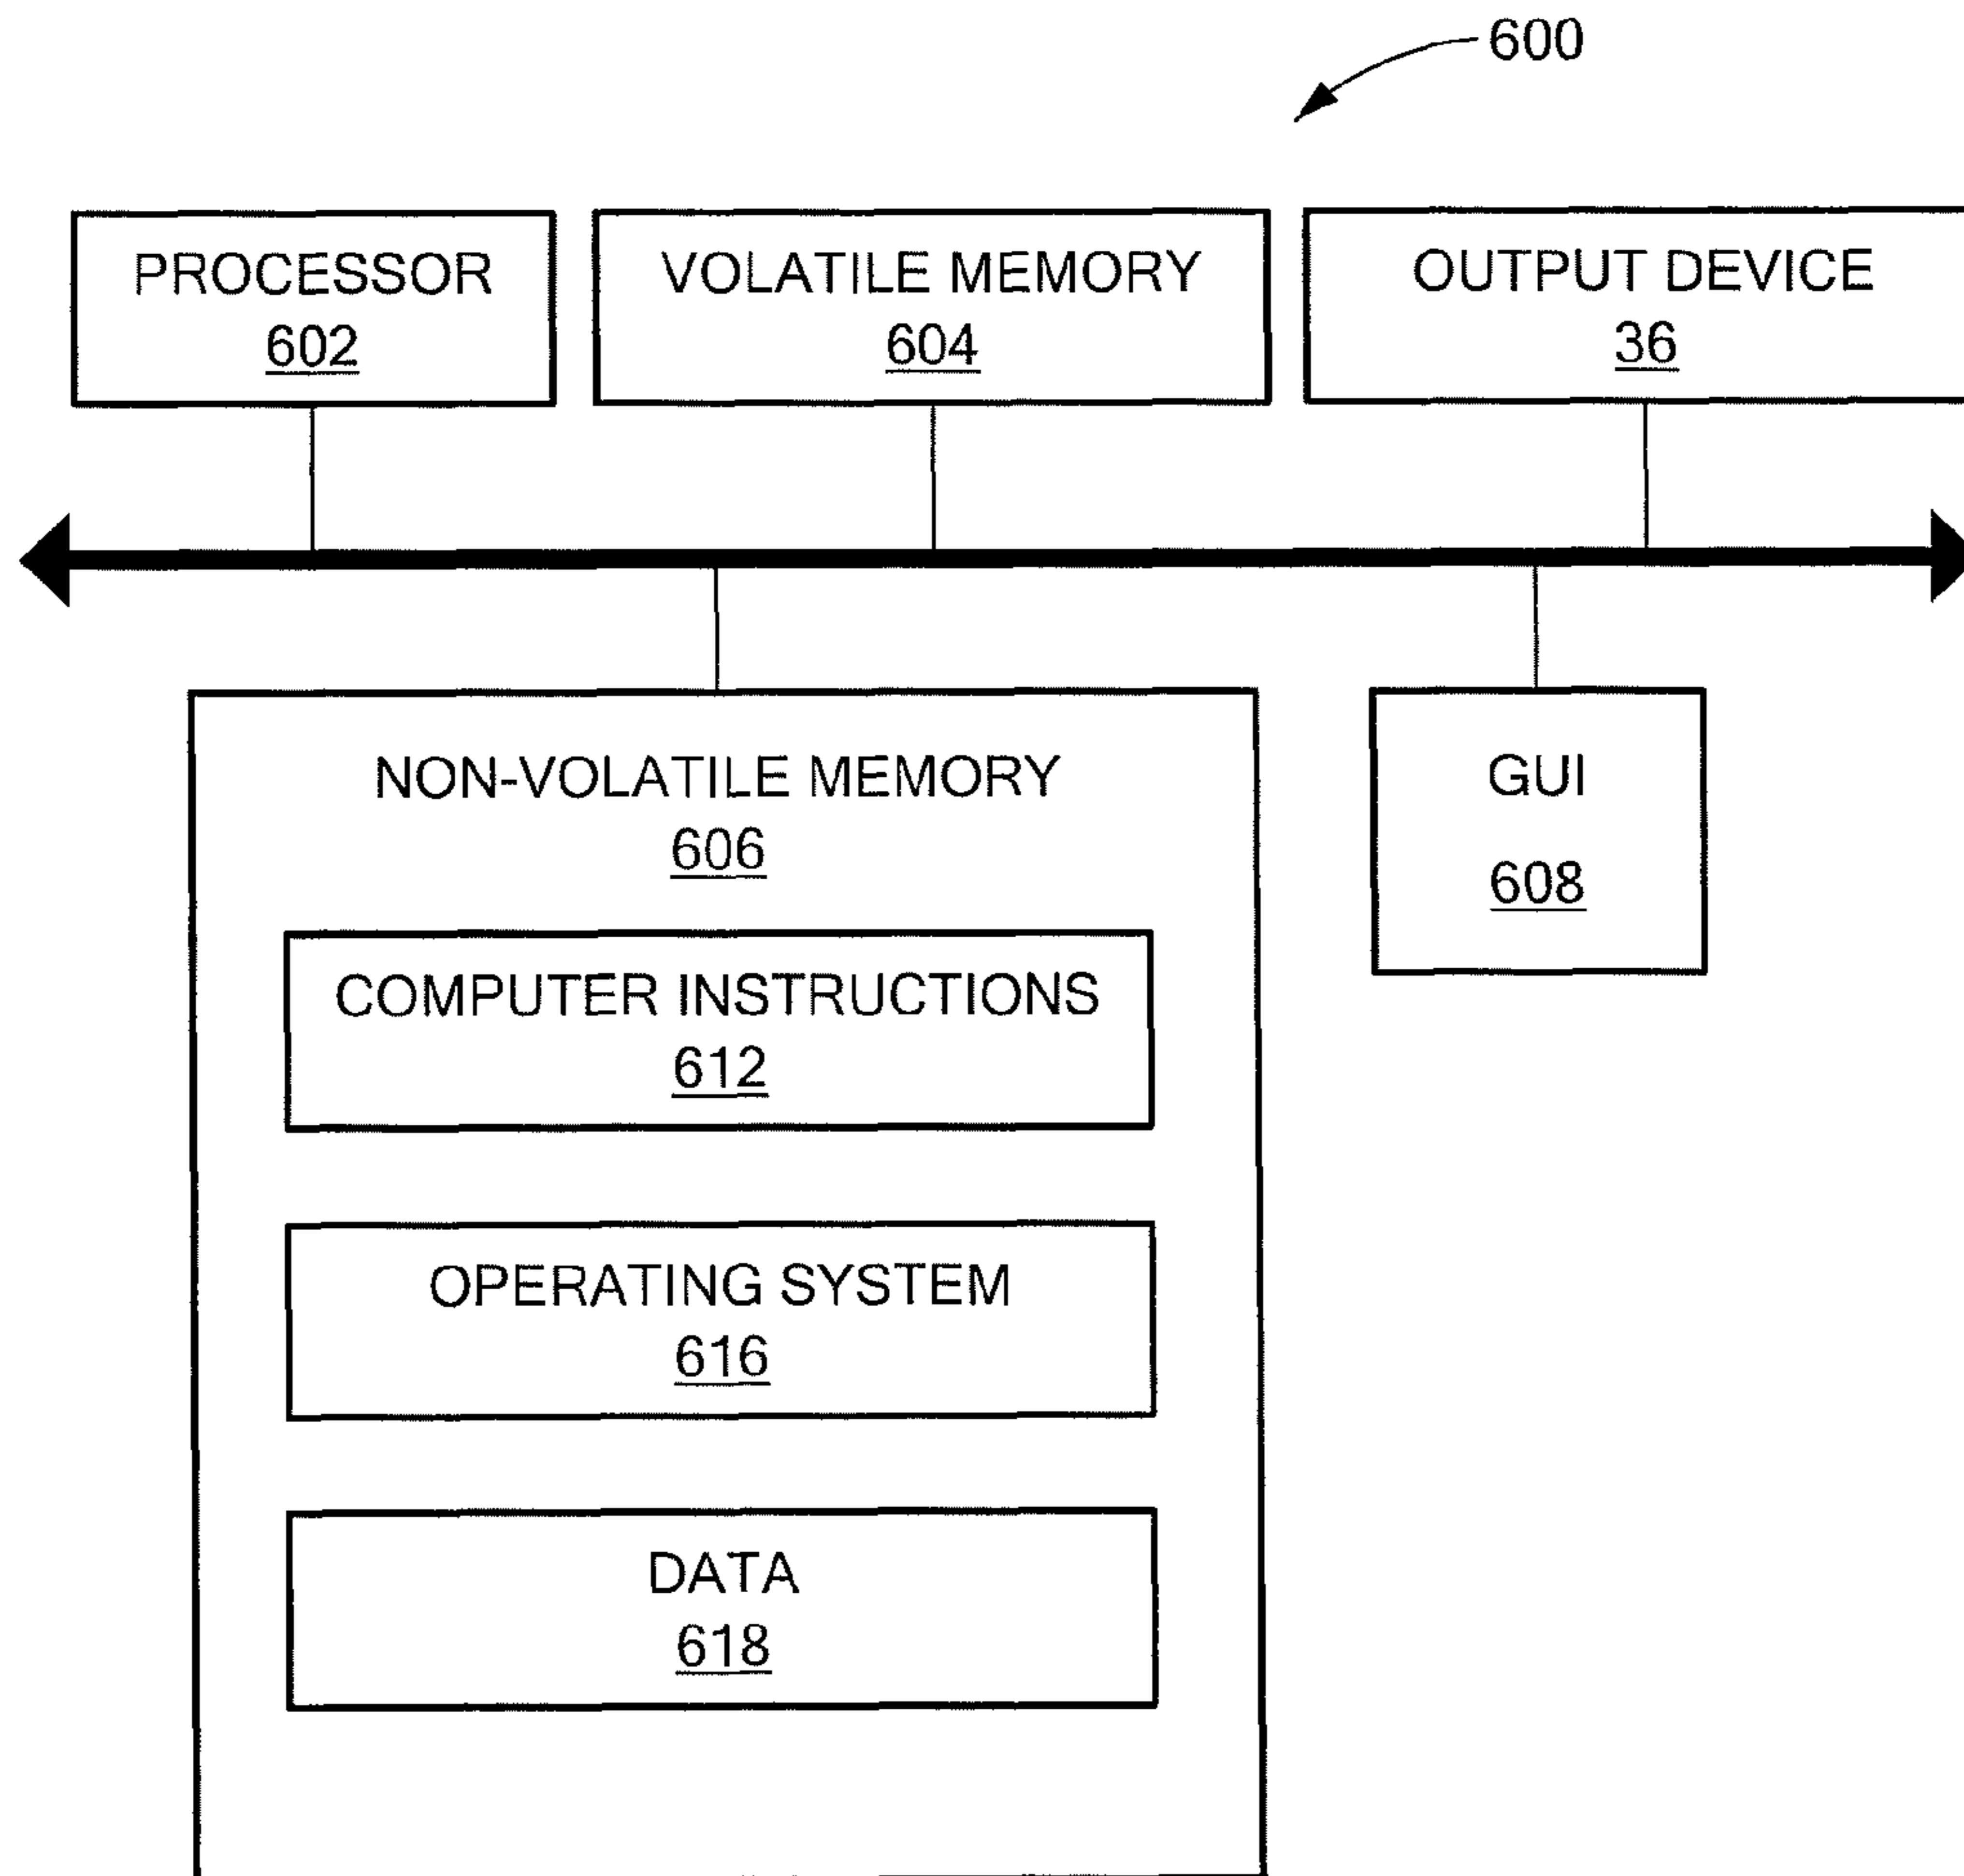 600
PROCESSOR
602
VOLATILE MEMORY
604
OUTPUT DEVICE
36
NON-VOLATILE MEMORY
606
GUI
608
COMPUTER INSTRUCTIONS
612
OPERATING SYSTEM
616
DATA
618